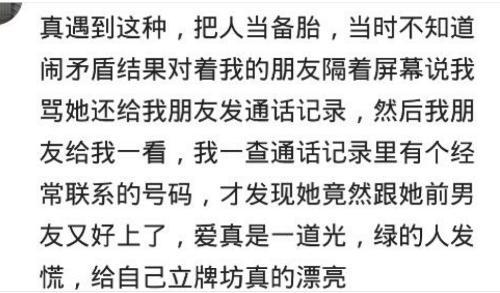 真遇到这种，把人当备胎，当时不知道
闹矛盾结果对着我的朋友隔着屏幕说我
骂她还给我朋友发通话记录，然后我朋
友给我一看，我一查通话记录里有个经
常联系的号码，才发现她竟然跟她前男
友又好上了，爱真是一道光，绿的人发
慌，给自己立牌坊真的漂亮